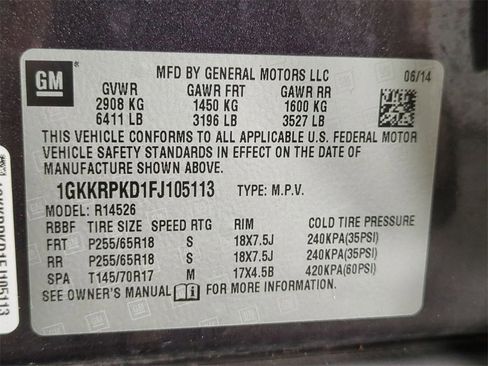 GM
MFD BY GENERAL MOTORS LLC
06/14
GVWR GAWR FRT GAWR RR
2908 KG 1450 KG 1600 KG
6411 LB 3196 LB 3527 LB
THIS VEHICLE CONFORMS TO ALL APPLICABLE U.S. FEDERAL MOTOR
VEHICLE SAFETY STANDARDS IN EFFECT ON THE DATE OF
MANUFACTURE SHOWN ABOVE.
1GKKRPKD1FJ105113 TYPE: M.P.V.
MODEL: R14526
RBBF TIRE SIZE SPEED RTG RIM COLD TIRE PRESSURE
FRT P255/65R18 S 18X7.5J 240KPA(35PSI)
RR P255/65R18 S 18X7.5J 240KPA(35PSI)
SPA T145/70R17 M 17X4.5B 420KPA(60PSI)
SEE OWNER'S MANUAL FOR MORE INFORMATION.
1GKKRPKD1FJ105113